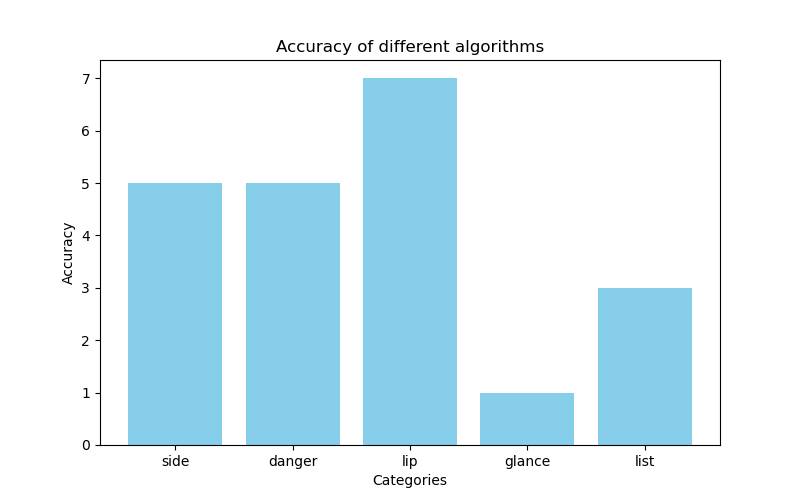 Accuracy of different algorithms
Accuracy
7
6
5
4
3
2
1
0
side danger lip glance list
Categories